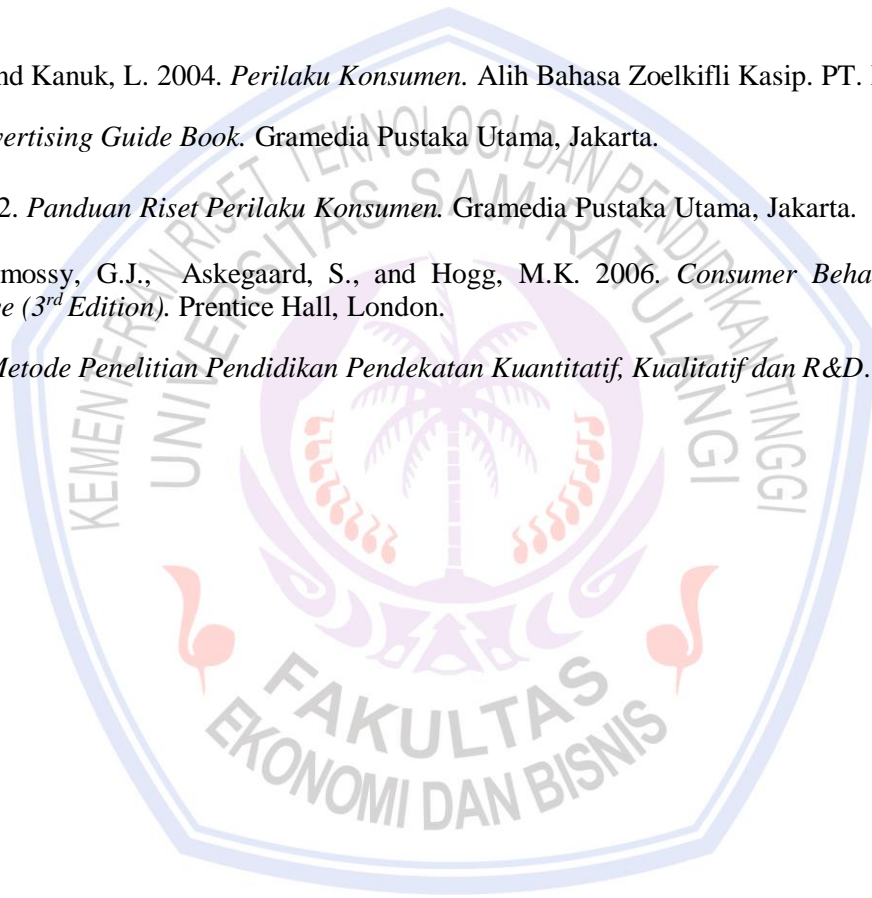 nd Kanuk, L. 2004. Perilaku Konsumen. Alih Bahasa Zoelkifli Kasip. PT.
vertising Guide Book. Gramedia Pustaka Utama, Jakarta.
2. Panduan Riset Perilaku Konsumen. Gramedia Pustaka Utama, Jakarta.
mossy, G.J., Askegaard, S., and Hogg, M.K. 2006. Consumer Beha
e (3rd Edition). Prentice Hall, London.
Metode Penelitian Pendidikan Pendekatan Kuantitatif, Kualitatif dan R&D.
KEMENTERIAN RISET TEKNOLOGI DAN PENDIDIKAN TINGGI
UNIVERSITAS SAM RATULANGI
FAKULTAS
EKONOMI DAN BISNIS